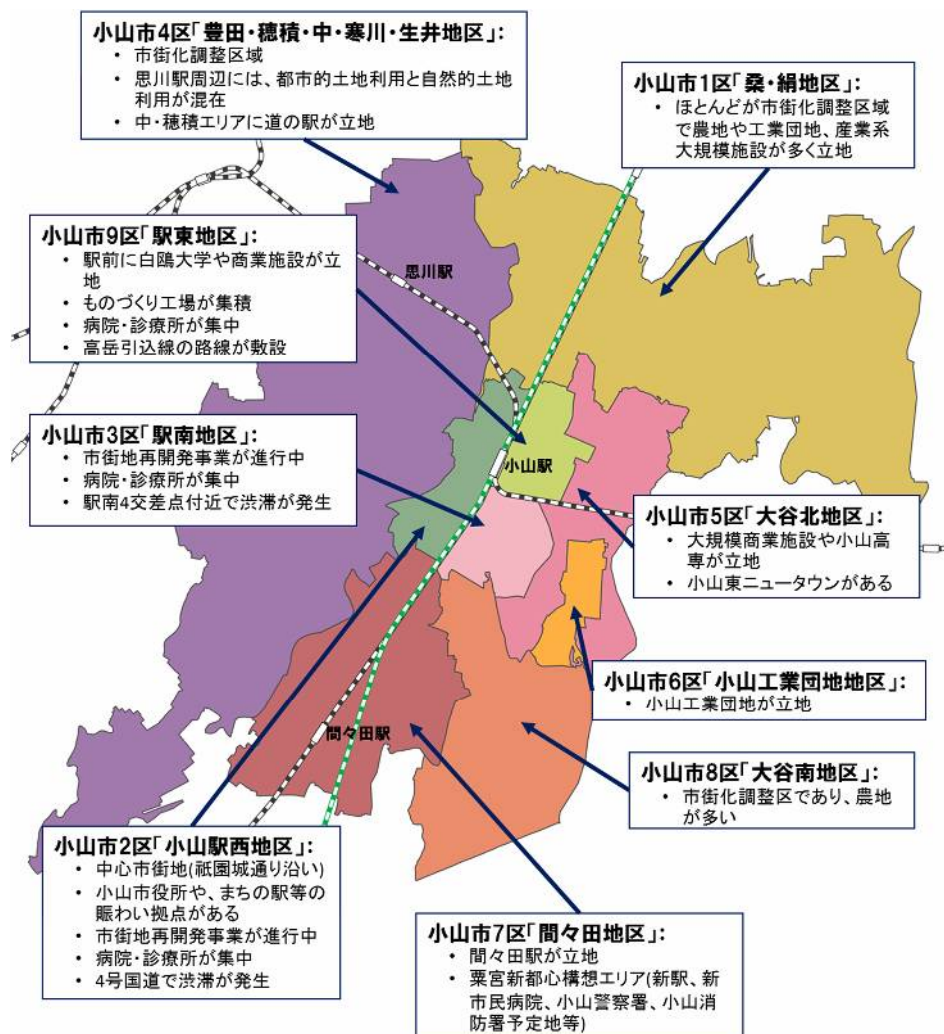 小山市4区「豊田・穂積・中・寒川・生井地区」:
• 市街化調整区域
• 思川駅周辺には、都市的土地利用と自然的土地
利用が混在
• 中・穂積エリアに道の駅が立地
小山市1区「桑・絹地区」:
• ほとんどが市街化調整区域
で農地や工業団地、産業系
大規模施設が多く立地
小山市9区「駅東地区」:
• 駅前に白鴎大学や商業施設が立
地
• ものづくり工場が集積
• 病院・診療所が集中
• 高岳引込線の路線が敷設
思川駅
小山市3区「駅南地区」:
• 市街地再開発事業が進行中
• 病院・診療所が集中
• 駅南4交差点付近で渋滞が発生
小山駅
小山市5区「大谷北地区」:
• 大規模商業施設や小山高
専が立地
• 小山東ニュータウンがある
小山市6区「小山工業団地地区」:
• 小山工業団地が立地
間々田駅
小山市8区「大谷南地区」:
• 市街化調整区であり、農地
が多い
小山市2区「小山駅西地区」:
• 中心市街地(祇園城通り沿い)
• 小山市役所や、まちの駅等の
賑わい拠点がある
• 市街地再開発事業が進行中
• 病院・診療所が集中
• 4号国道で渋滞が発生
小山市7区「間々田地区」:
• 間々田駅が立地
• 粟宮新都心構想エリア(新駅、新
市民病院、小山警察署、小山消
防署予定地等)